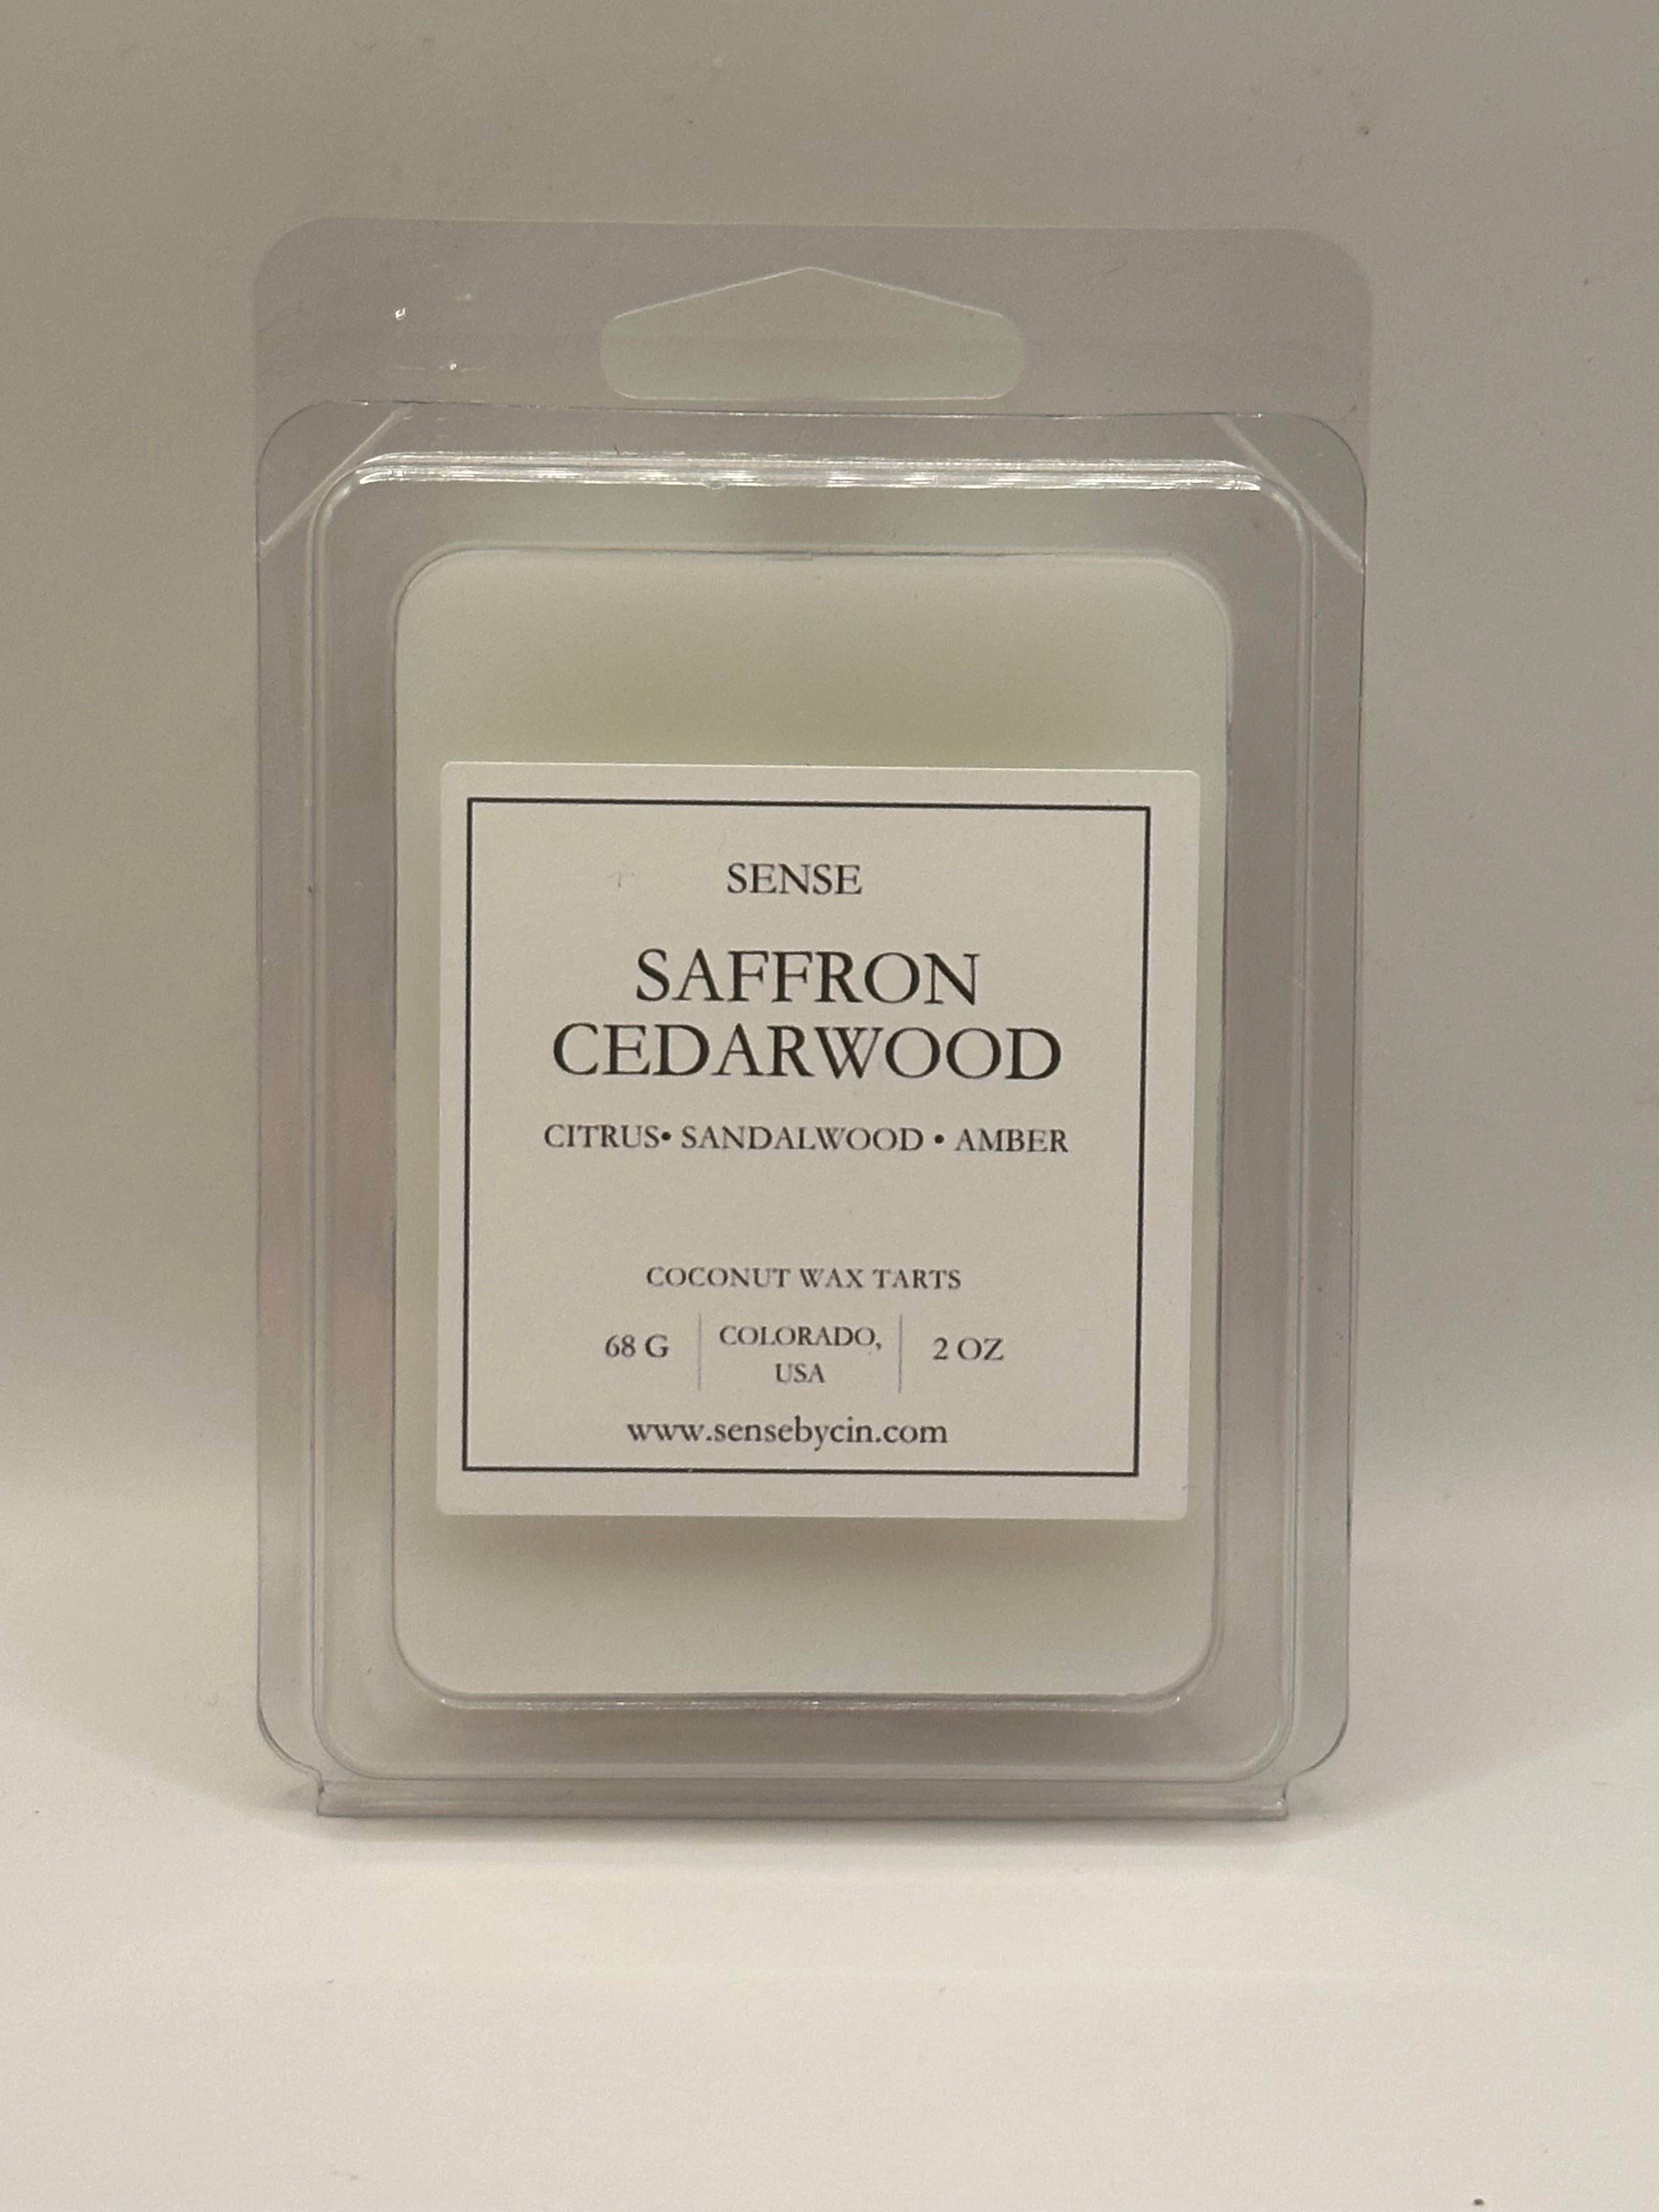 SENSE
SAFFRON
CEDARWOOD
CITRUS• SANDALWOOD • AMBER
COCONUT WAX TARTS
68 G
COLORADO,
USA
2 OZ
www.sensebycin.com